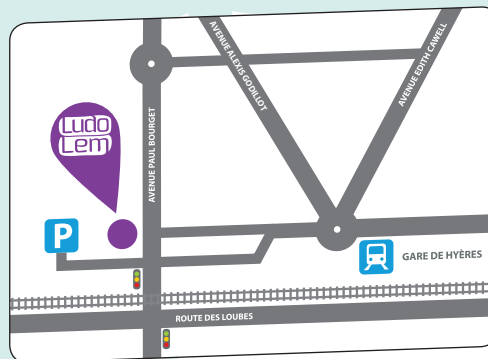 AVENUE ALEXIS GODILLOT
AVENUE EDITH CAWELL
AVENUE PAUL BOURGET
LUDO
Lem
P
GARE DE HYÈRES
ROUTE DES LOUBES